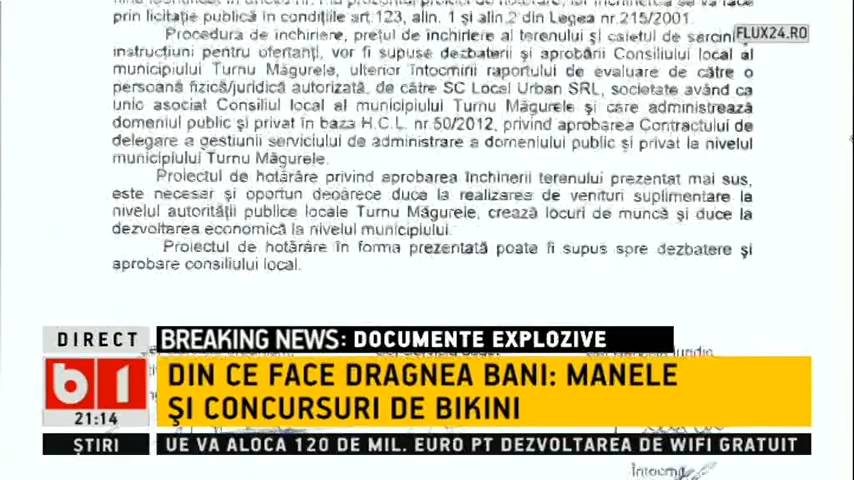 prin licitație publică în condițiile art.123, alin. 1 și alin.2 din Legea nr.215/2001.
Procedura de închiriere, prețul de închiriere al terenului și caietul de sarcini și
FLUX24.RO
instrucțiuni pentru ofertanți, vor fi supuse dezbaterii și aprobării Consiliului local al
municipiului Turnu Măgurele, ulterior întocmirii raportului de evaluare de către o
persoană fizică/juridică autorizată, de către SC Local Urban SRL, societate având ca
unic asociat Consiliul local al municipiului Turnu Măgurele și care administrează
domeniul public și privat în baza H.C.L. nr.50/2012, privind aprobarea Contractului de
delegare a gestiunii serviciului de administrare a domeniului public și privat la nivelul
municipiului Turnu Măgurele.
Proiectul de hotărâre privind aprobarea închirierii terenului prezentat mai sus,
este necesar și oportun deoarece duce la realizarea de venituri suplimentare la
nivelul autorității publice locale Turnu Măgurele, crează locuri de muncă și duce la
dezvoltarea economică la nivelul municipiului.
Proiectul de hotărâre în forma prezentată poate fi supus spre dezbatere și
aprobare consiliului local.
DIRECT
BREAKING NEWS: DOCUMENTE EXPLOZIVE
b1
DIN CE FACE DRAGNEA BANI: MANELE
ŞI CONCURSURI DE BIKINI
21:14
ŞTIRI
UE VA ALOCA 120 DE MIL. EURO PT DEZVOLTAREA DE WIFI GRATUIT
Întocmit